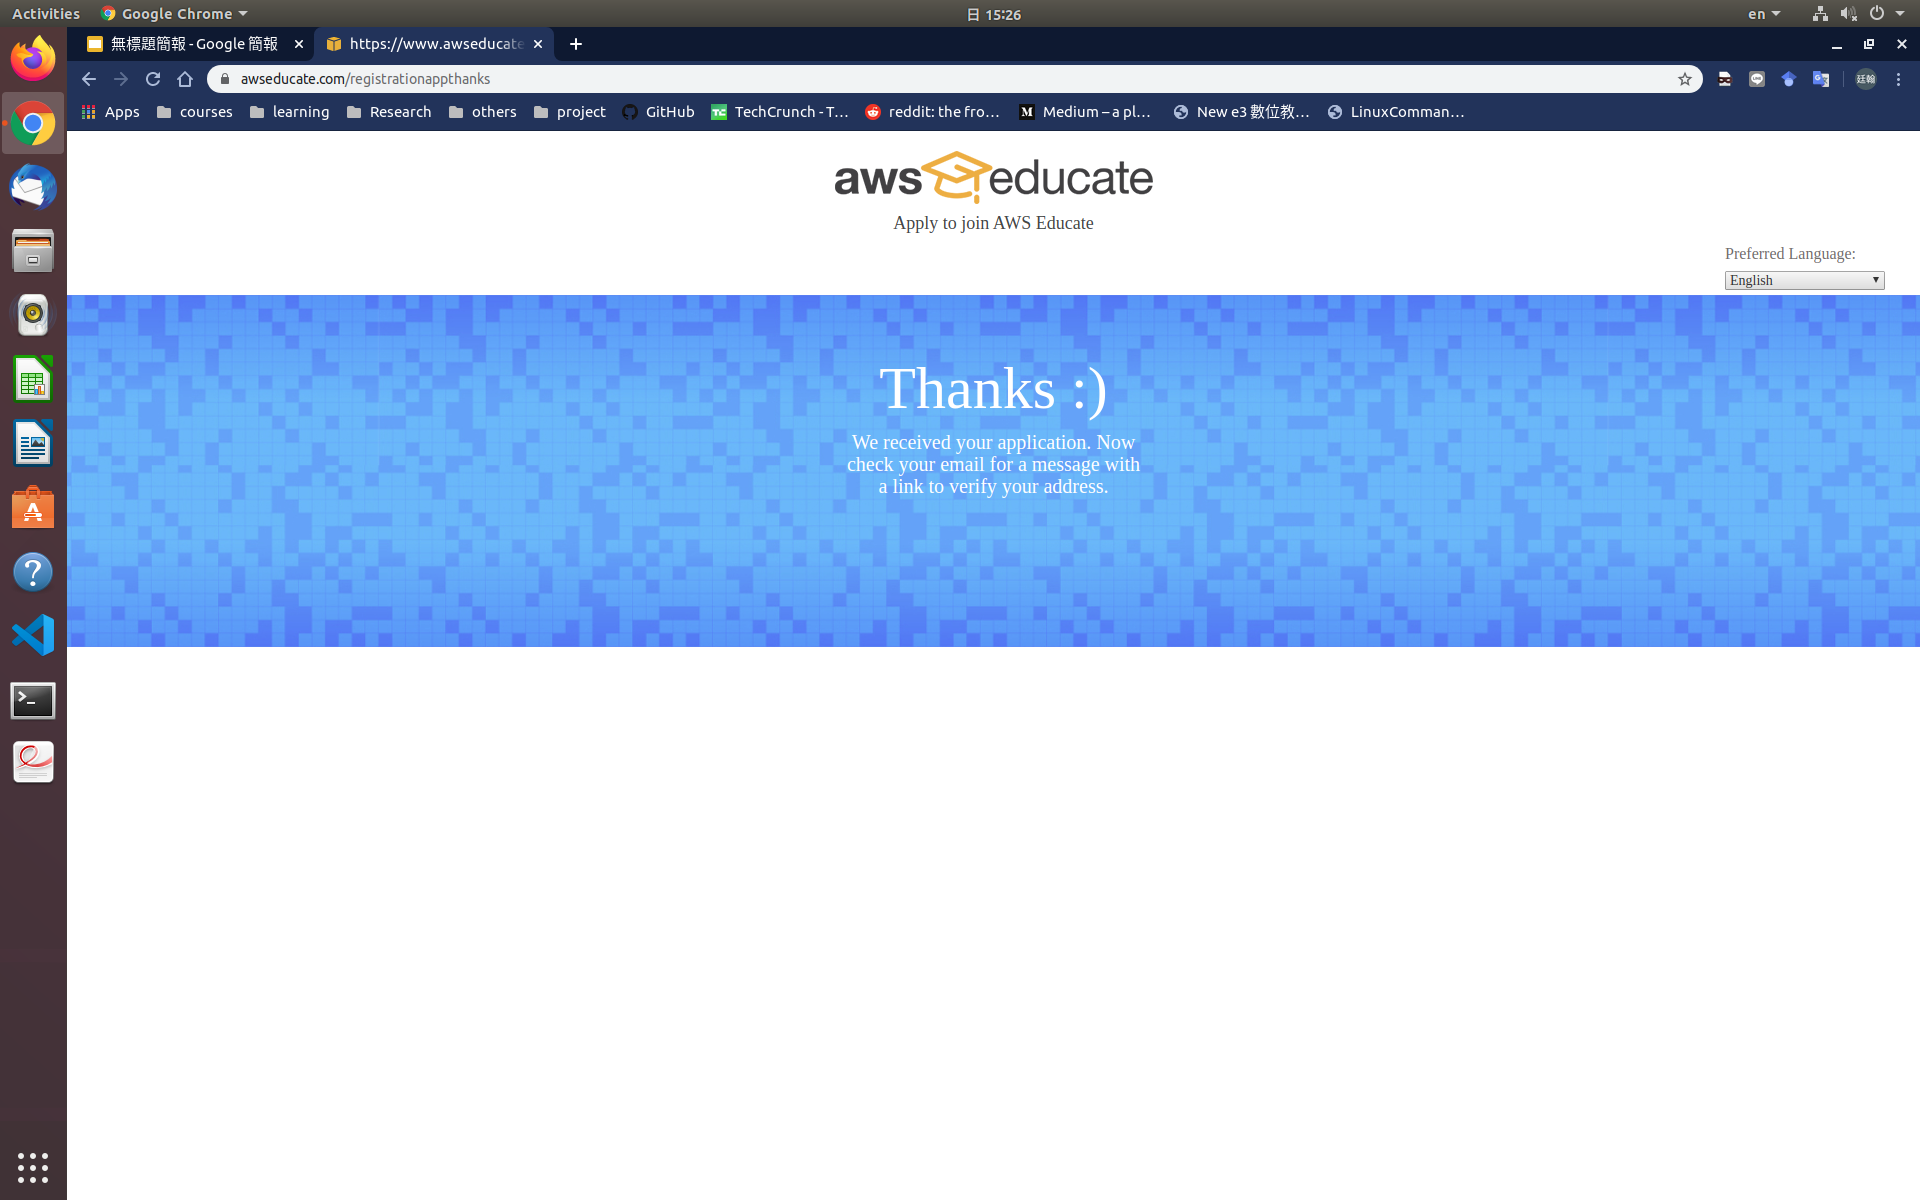 Activities
Google Chrome
日 15:26
en
無標題簡報 - Google 簡報
https://www.awseducate
awseducate.com/registrationappthanks
廷翰
Apps
courses
learning
Research
others
project
GitHub
TechCrunch - T…
reddit: the fro…
Medium – a pl…
New e3 數位教…
LinuxComman…
aws educate
Apply to join AWS Educate
Preferred Language:
English
Thanks :)
We received your application. Now
check your email for a message with
a link to verify your address.